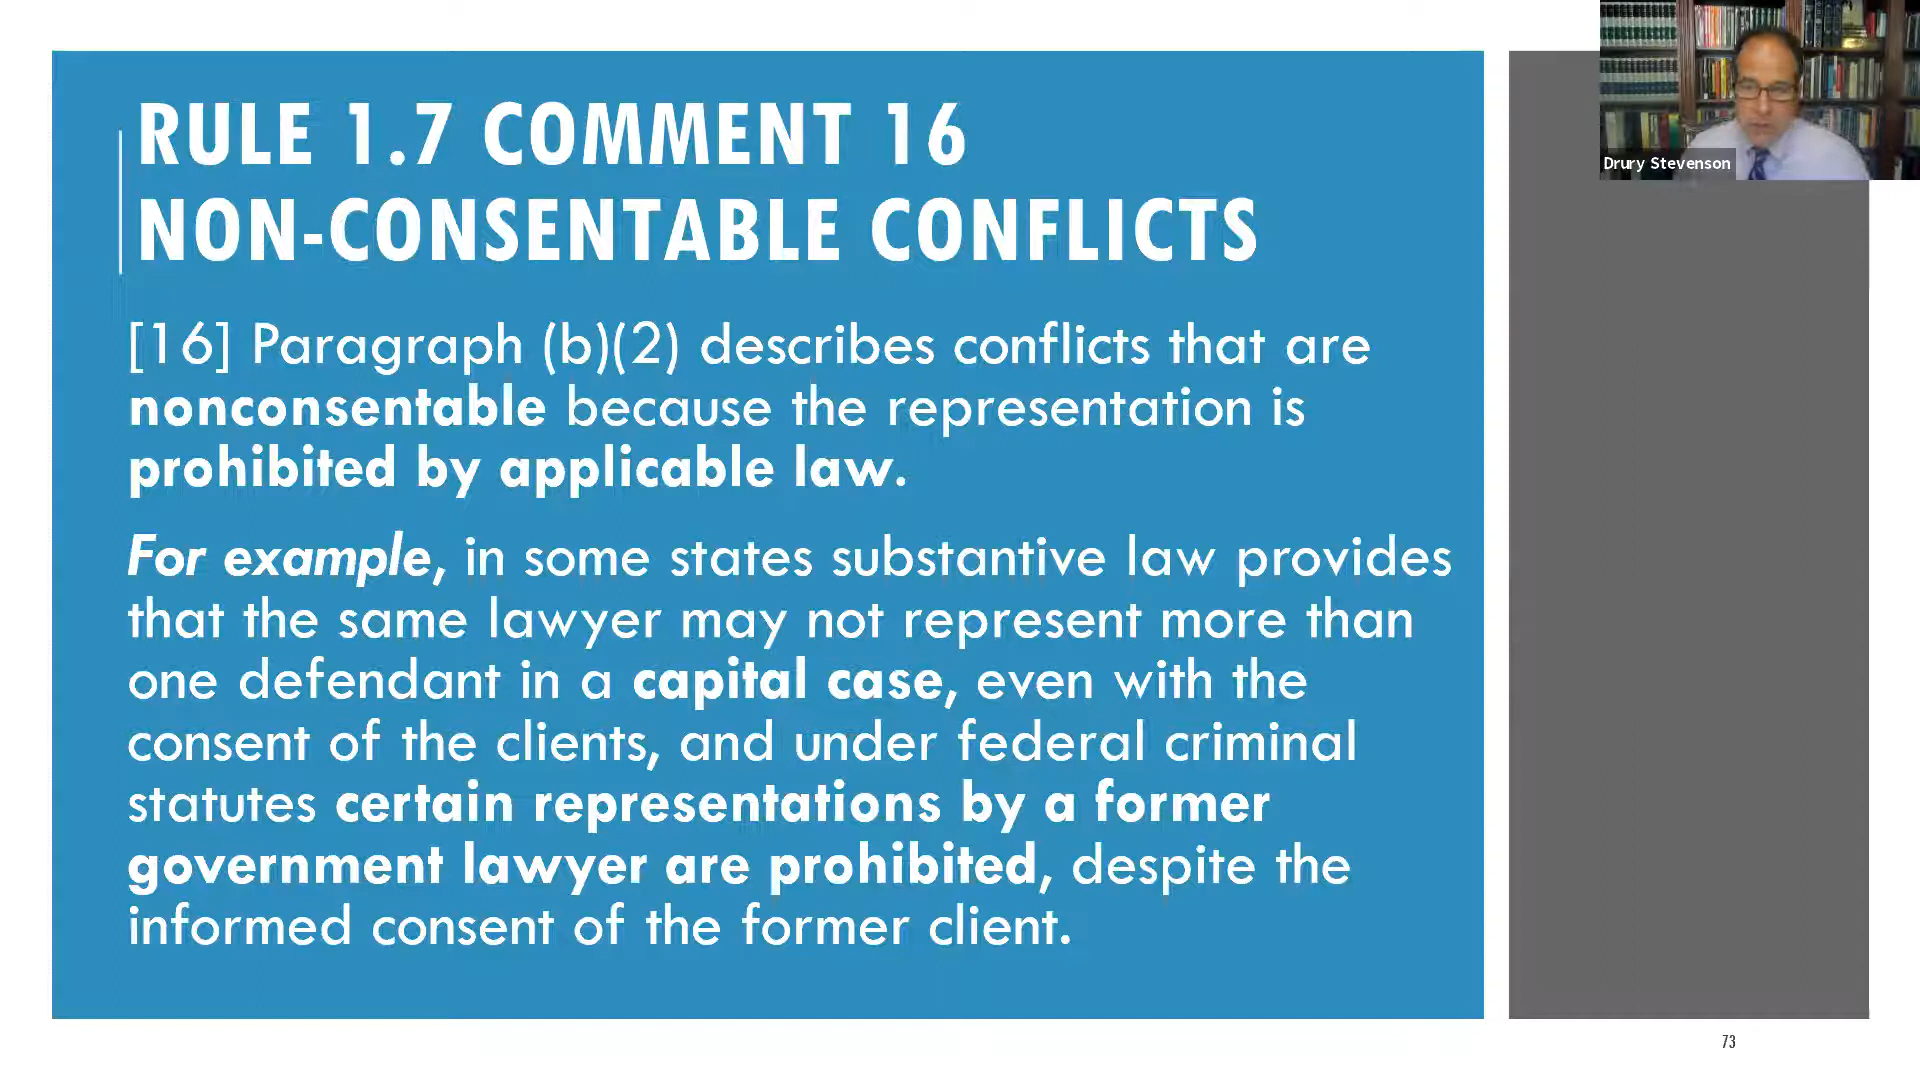 RULE 1.7 COMMENT 16
NON-CONSENTABLE CONFLICTS
[16] Paragraph (b)(2) describes conflicts that are
nonconsentable because the representation is
prohibited by applicable law.
For example, in some states substantive law provides
that the same lawyer may not represent more than
one defendant in a capital case, even with the
consent of the clients, and under federal criminal
statutes certain representations by a former
government lawyer are prohibited, despite the
informed consent of the former client.
Drury Stevenson
73